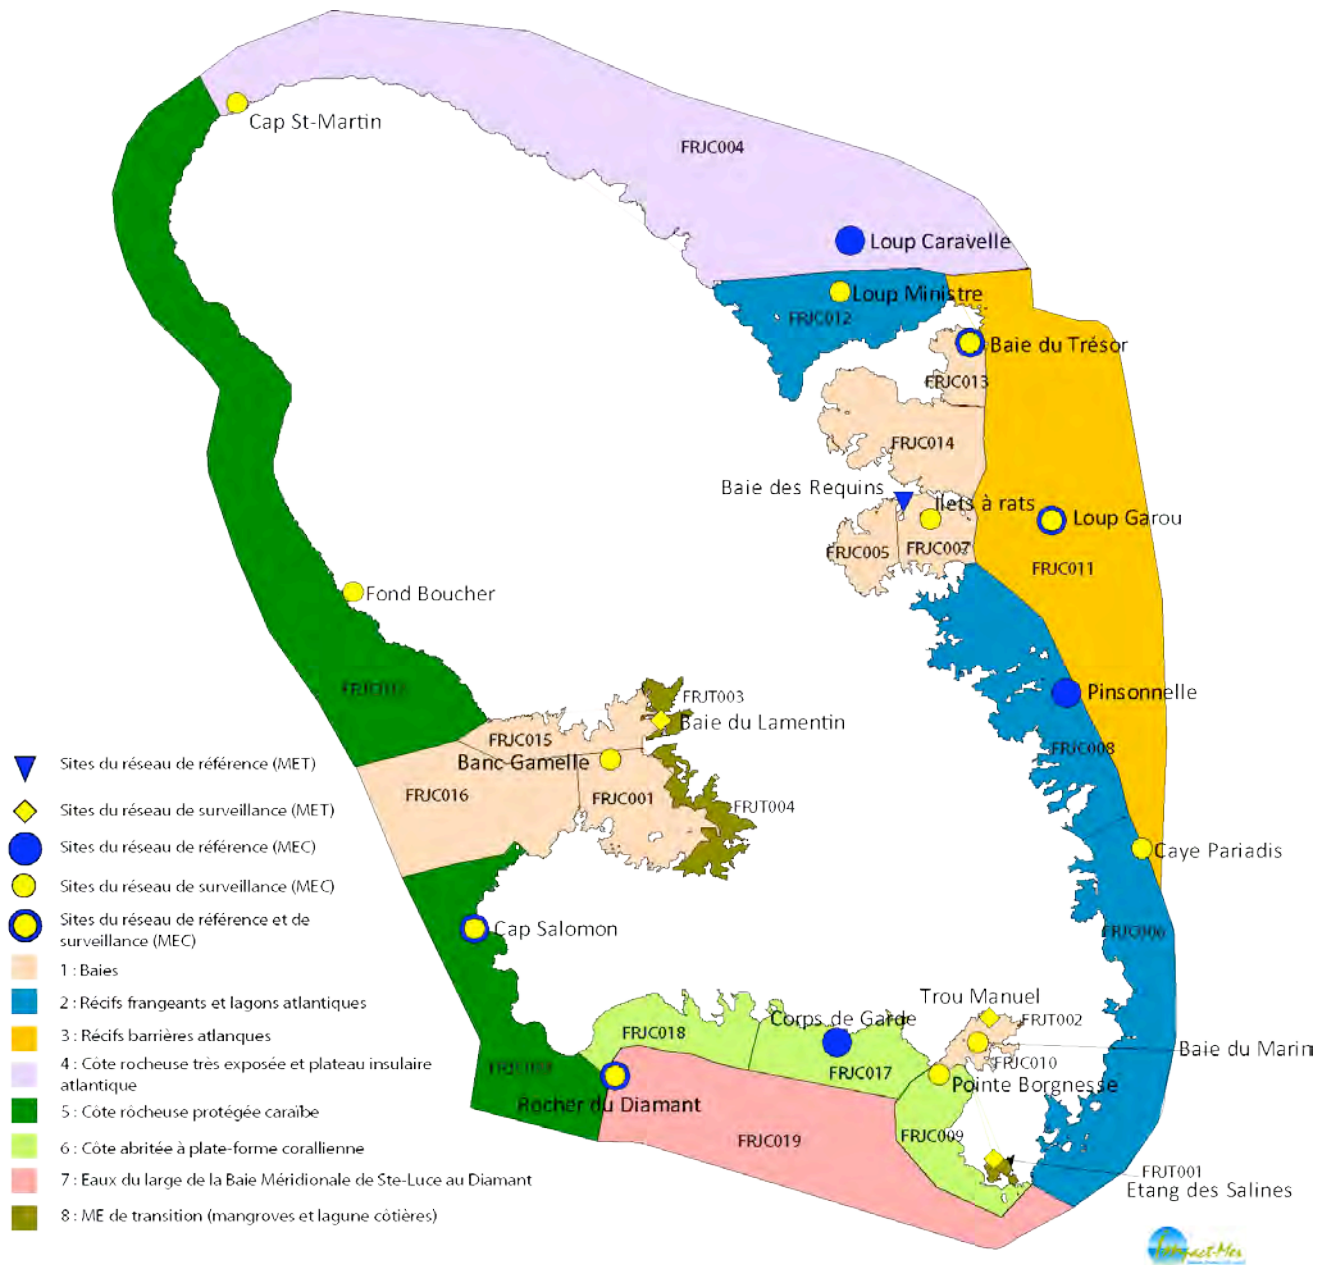 Cap St-Martin
FRJC004
Loup Caravelle
Loup Ministre
FRJC012
Baie du Trésor
FRJC013
FRJC014
Baie des Requins
Ilets à rats
Loup Garou
FRJC005
FRJC007
FRJC011
Fond Boucher
FRJC002
FRJT003
Pinsonnelle
Baie du Lamentin
FRJC015
FRJC008
Banc Gamelle
FRJC016
FRJC001
FRJT004
Caye Pariadis
FRJC006
Cap Salomon
Trou Manuel
Corps de Garde
FRJT002
FRJC018
Baie du Marin
FRJC010
FRJC017
Pointe Borgnesse
Rocher du Diamant
FRJC019
FRJC009
FRJT001
Etang des Salines
Sites du réseau de référence (MET)
Sites du réseau de surveillance (MET)
Sites du réseau de référence (MEC)
Sites du réseau de surveillance (MEC)
Sites du réseau de référence et de
surveillance (MEC)
1 : Baies
2 : Récifs frangeants et lagons atlantiques
3 : Récifs barrières atlanques
4 : Côte rocheuse très exposée et plateau insulaire
atlantique
5 : Côte rocheuse protégée caraïbe
6 : Côte abritée à plate-forme corallienne
7 : Eaux du large de la Baie Méridionale de Ste-Luce au Diamant
8 : ME de transition (mangroves et lagune côtières)
Impact-Mer